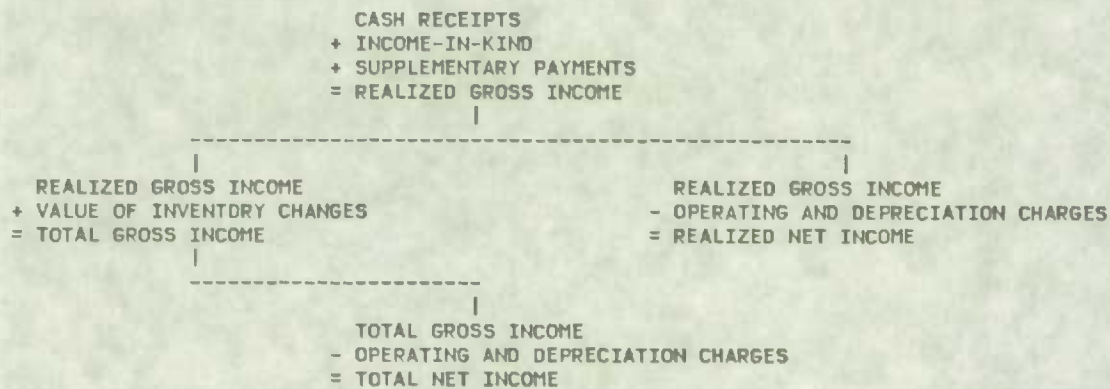 CASH RECEIPTS
+ INCOME-IN-KIND
+ SUPPLEMENTARY PAYMENTS
= REALIZED GROSS INCOME
REALIZED GROSS INCOME
+ VALUE OF INVENTORY CHANGES
= TOTAL GROSS INCOME
REALIZED GROSS INCOME
- OPERATING AND DEPRECIATION CHARGES
= REALIZED NET INCOME
TOTAL GROSS INCOME
- OPERATING AND DEPRECIATION CHARGES
= TOTAL NET INCOME